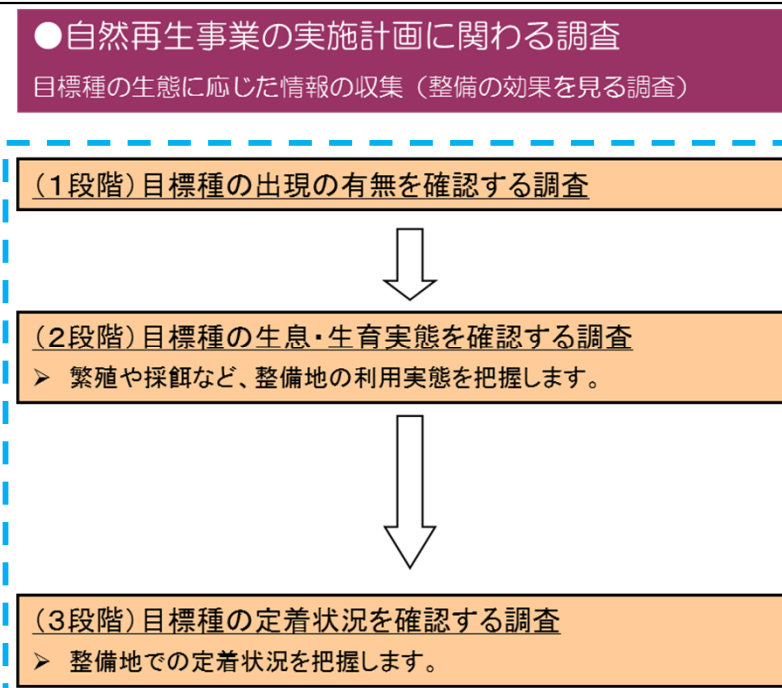 ●自然再生事業の実施計画に関わる調査
目標種の生態に応じた情報の収集（整備の効果を見る調査）
（1段階）目標種の出現の有無を確認する調査
（2段階）目標種の生息・生育実態を確認する調査
➢ 繁殖や採餌など、整備地の利用実態を把握します。
（3段階）目標種の定着状況を確認する調査
➢ 整備地での定着状況を把握します。